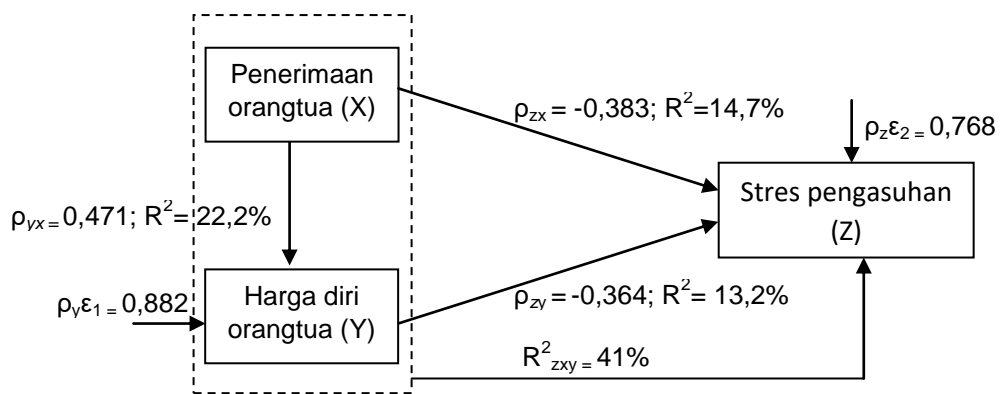 Penerimaan
orangtua (X)
ρzx = -0,383; R²=14,7%
ρzε2 = 0,768
Stres pengasuhan
(Z)
ρyx = 0,471; R²= 22,2%
ρyε1 = 0,882
Harga diri
orangtua (Y)
ρzy = -0,364; R²= 13,2%
R²zxy = 41%